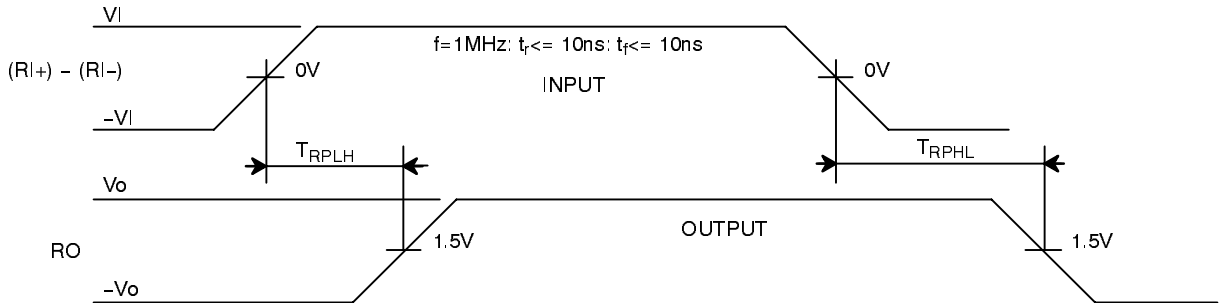 VI
f=1MHz: tr<= 10ns: tf<= 10ns
(RI+) – (RI–)
0V
0V
INPUT
–VI
TRPLH
TRPHL
Vo
OUTPUT
1.5V
1.5V
RO
–Vo